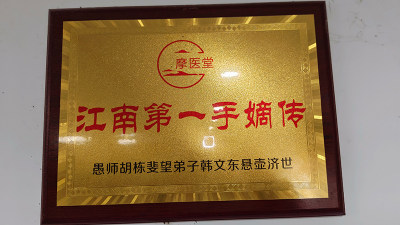 摩医堂
江南第一手嫡传
愚师胡栋斐望弟子韩文东悬壶济世